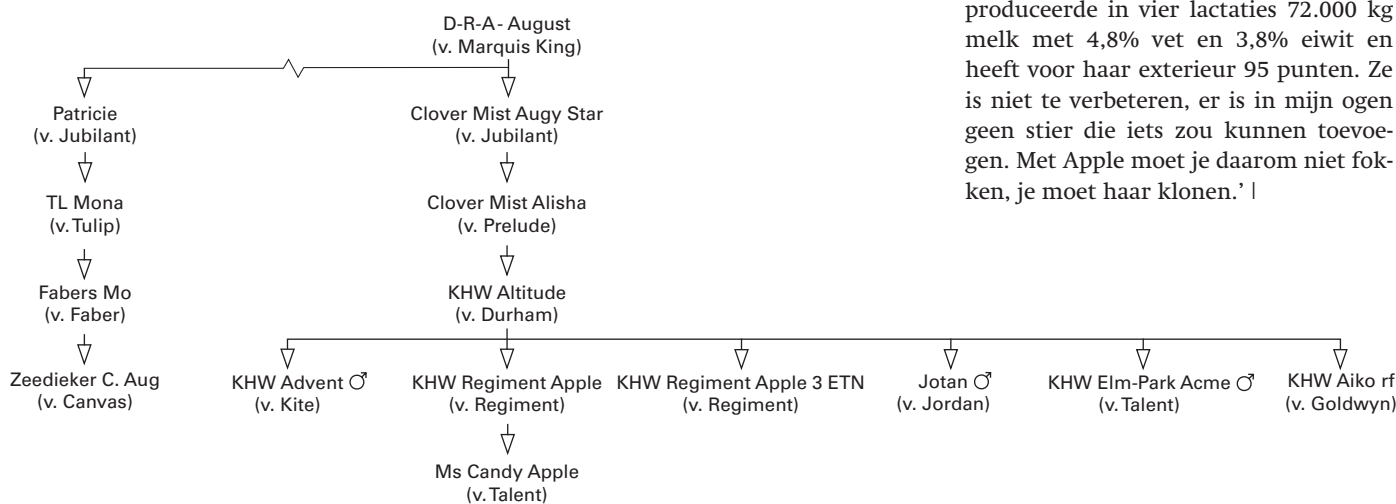 produceerde in vier lactaties 72.000 kg
melk met 4,8% vet en 3,8% eiwit en
heeft voor haar exterieur 95 punten. Ze
is niet te verbeteren, er is in mijn ogen
geen stier die iets zou kunnen toevoe-
gen. Met Apple moet je daarom niet fok-
ken, je moet haar klonen.’ |
D-R-A- August
(v. Marquis King)
Patricie
(v. Jubilant)
Clover Mist Augy Star
(v. Jubilant)
TL Mona
(v. Tulip)
Clover Mist Alisha
(v. Prelude)
Fabers Mo
(v. Faber)
KHW Altitude
(v. Durham)
Zeedieker C. Aug
(v. Canvas)
KHW Advent ♂
(v. Kite)
KHW Regiment Apple
(v. Regiment)
KHW Regiment Apple 3 ETN
(v. Regiment)
Jotan ♂
(v. Jordan)
KHW Elm-Park Acme ♂
(v. Talent)
KHW Aiko rf
(v. Goldwyn)
Ms Candy Apple
(v. Talent)